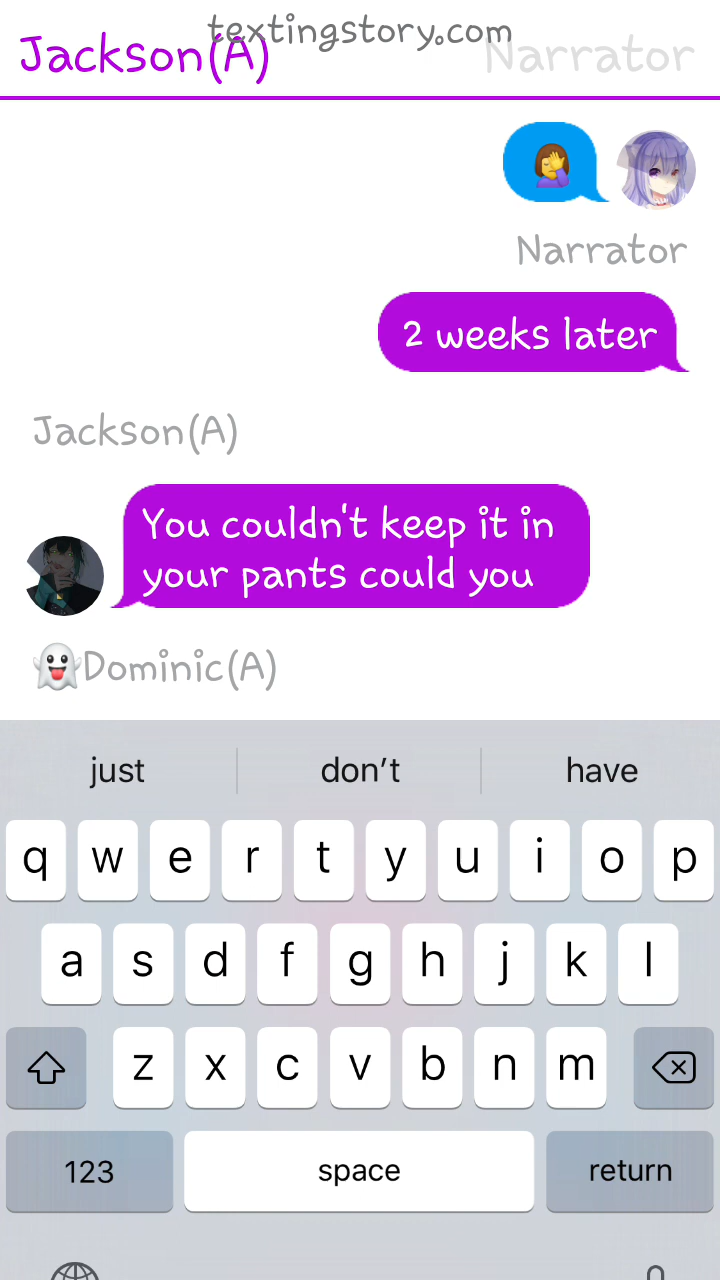 textingstory.com
Jackson(A) Narrator
🤦‍♀️
Narrator
2 weeks later
Jackson(A)
You couldn't keep it in
your pants could you
👻Dominic(A)
just don't have
q w e r t y u i o p
a s d f g h j k l
z x c v b n m
123 space return